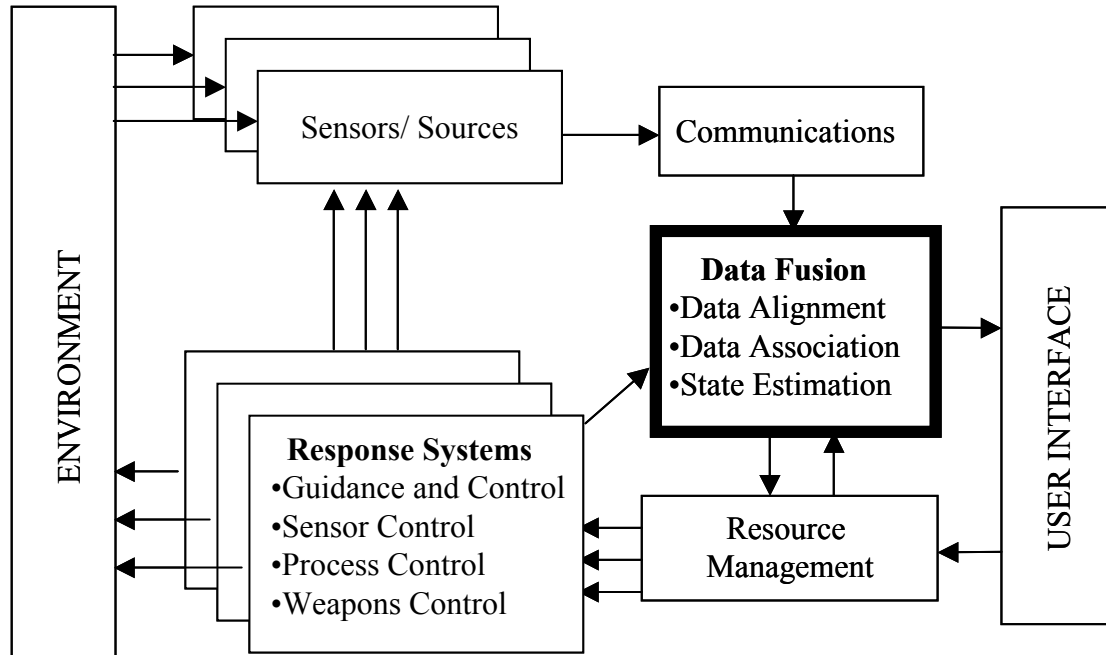 ENVIRONMENT
Sensors/ Sources
Communications
Data Fusion
•Data Alignment
•Data Association
•State Estimation
USER INTERFACE
Response Systems
•Guidance and Control
•Sensor Control
•Process Control
•Weapons Control
Resource
Management